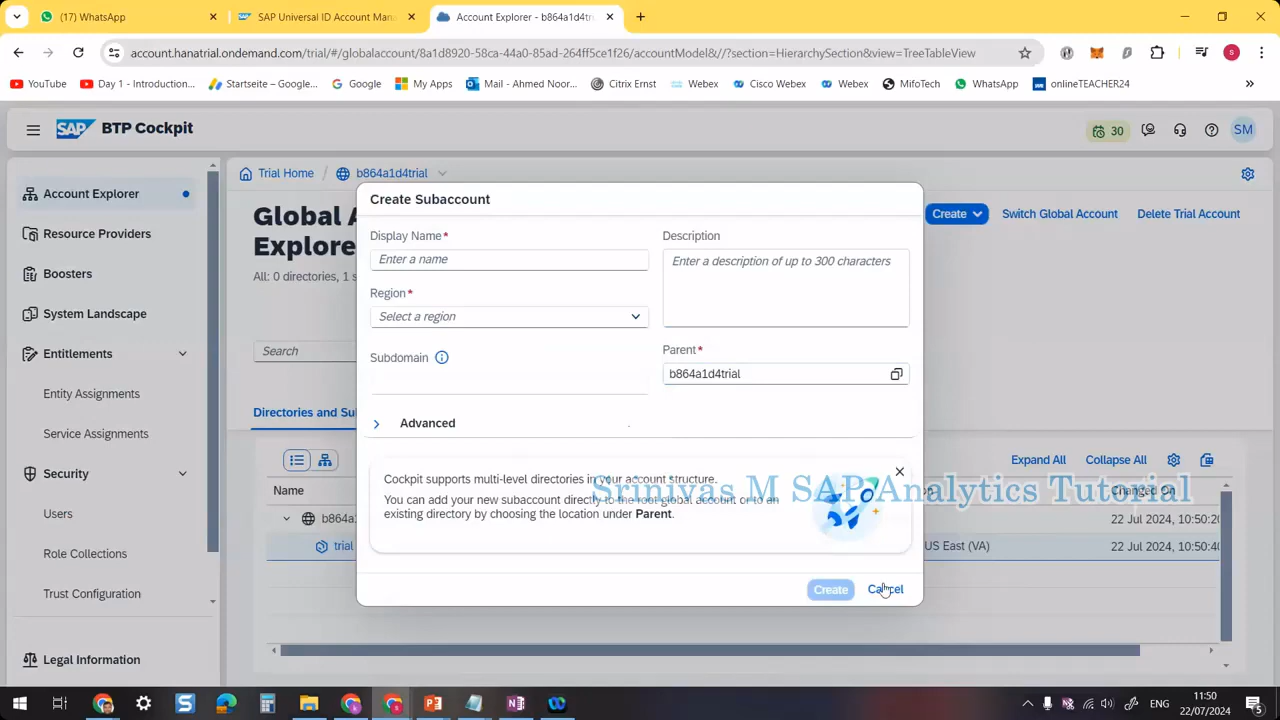 (17) WhatsApp
SAP Universal ID Account Man
Account Explorer - b864a1d4tr
account.hanatrial.ondemand.com/trial/#/globalaccount/8a1d8920-58ca-44a0-85ad-264ff5ce1f26/accountModel&//?section=HierarchySection&view=TreeTableView
S
YouTube
Day 1 - Introduction...
Startseite – Google...
Google
My Apps
Mail - Ahmed Noor...
Citrix Ernst
Webex
Cisco Webex
Webex
MifoTech
WhatsApp
onlineTEACHER24
SAP BTP Cockpit
30
SM
Account Explorer
Resource Providers
Boosters
System Landscape
Entitlements
Entity Assignments
Service Assignments
Security
Users
Role Collections
Trust Configuration
Legal Information
Trial Home / b864a1d4trial
Global A
Explore
All: 0 directories, 1 s
Create
Switch Global Account
Delete Trial Account
Search
Directories and Su
Expand All
Collapse All
Name
Changed On
b864a
22 Jul 2024, 10:50:20
trial
US East (VA)
22 Jul 2024, 10:50:40
Create Subaccount
Display Name*
Enter a name
Description
Enter a description of up to 300 characters
Region*
Select a region
Subdomain
Parent*
b864a1d4trial
Advanced
Cockpit supports multi-level directories in your account structure.
You can add your new subaccount directly to the root global account or to an
existing directory by choosing the location under Parent.
Create
Cancel
Srinivas M SAP Analytics Tutorial
ENG
11:50
22/07/2024
5